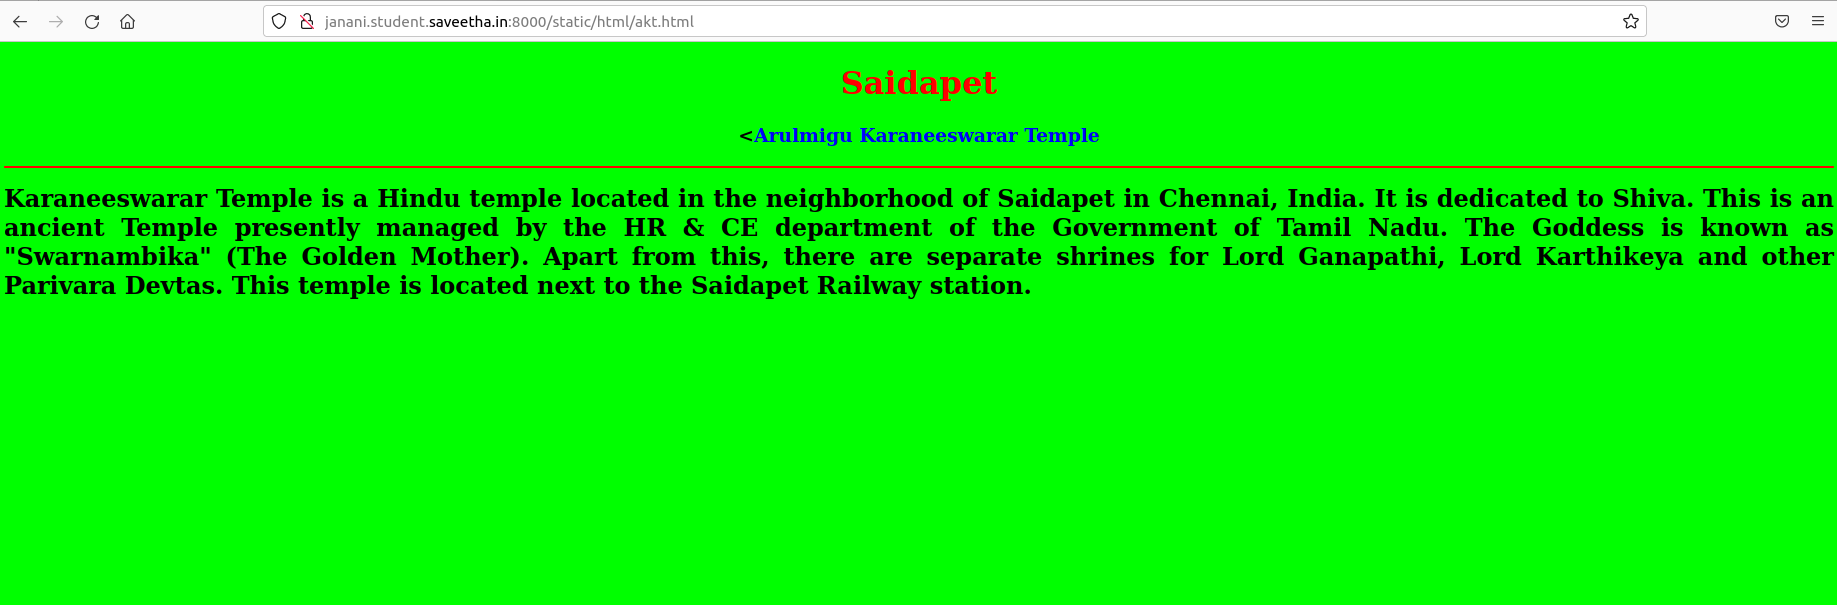 janani.student.saveetha.in:8000/static/html/akt.html
Saidapet
<Arulmigu Karaneeswarar Temple
Karaneeswarar Temple is a Hindu temple located in the neighborhood of Saidapet in Chennai, India. It is dedicated to Shiva. This is an
ancient Temple presently managed by the HR & CE department of the Government of Tamil Nadu. The Goddess is known as
"Swarnambika" (The Golden Mother). Apart from this, there are separate shrines for Lord Ganapathi, Lord Karthikeya and other
Parivara Devtas. This temple is located next to the Saidapet Railway station.